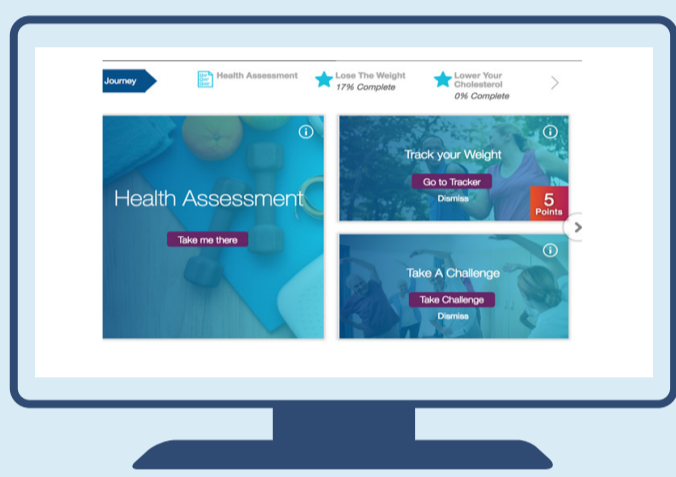 Journey
Health Assessment
Lose The Weight
17% Complete
Lower Your
Cholesterol
0% Complete
Health Assessment
Take me there
Track your Weight
Go to Tracker
Dismiss
5
Points
Take A Challenge
Take Challenge
Dismiss